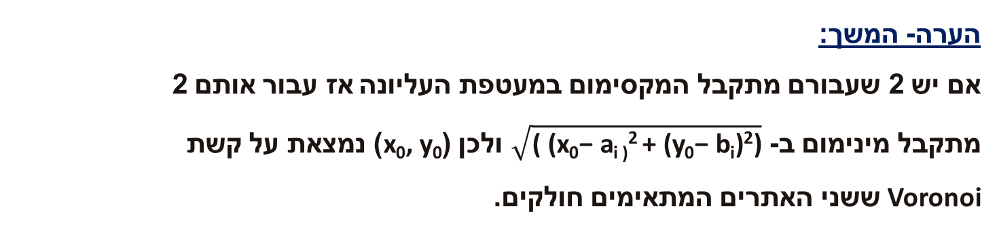 הערה- המשך:
אם יש 2 שעבורם מתקבל המקסימום במעטפת העליונה אז עבור אותם 2
מתקבל מינימום ב- √( (x₀− aᵢ )² + (y₀− bᵢ)²) ולכן (x₀, y₀) נמצאת על קשת
Voronoi ששני האתרים המתאימים חולקים.